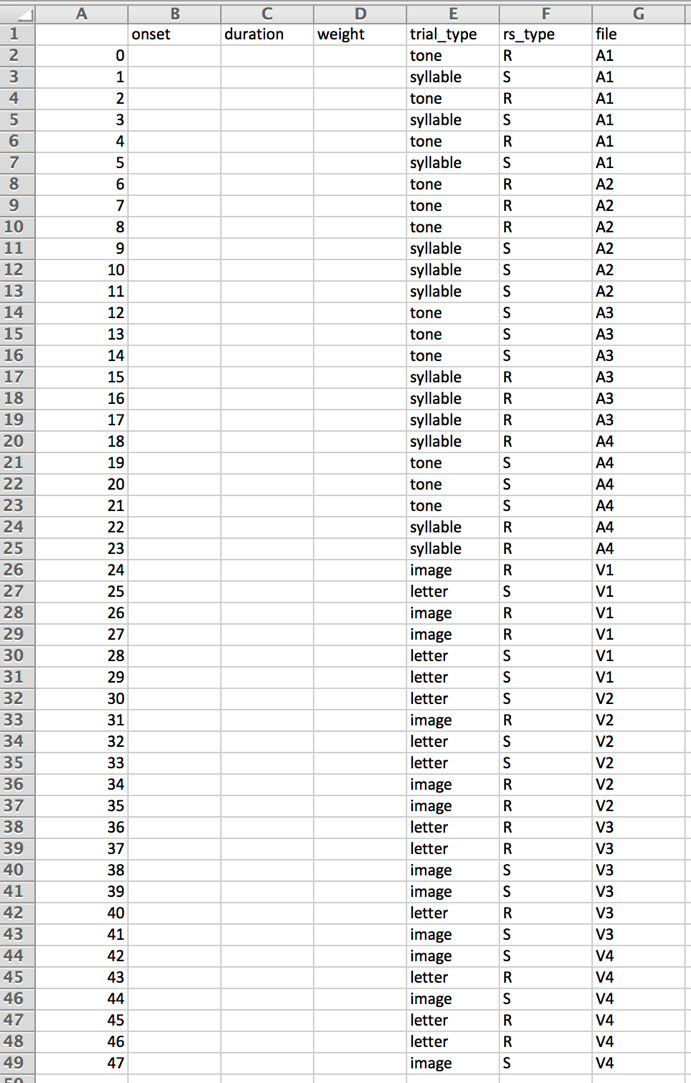 A B C D E F G
1 onset duration weight trial_type rs_type file
2 0 tone R A1
3 1 syllable S A1
4 2 tone R A1
5 3 syllable S A1
6 4 tone R A1
7 5 syllable S A1
8 6 tone R A2
9 7 tone R A2
10 8 tone R A2
11 9 syllable S A2
12 10 syllable S A2
13 11 syllable S A2
14 12 tone S A3
15 13 tone S A3
16 14 tone S A3
17 15 syllable R A3
18 16 syllable R A3
19 17 syllable R A3
20 18 syllable R A4
21 19 tone S A4
22 20 tone S A4
23 21 tone S A4
24 22 syllable R A4
25 23 syllable R A4
26 24 image R V1
27 25 letter S V1
28 26 image R V1
29 27 image R V1
30 28 letter S V1
31 29 letter S V1
32 30 letter S V2
33 31 image R V2
34 32 letter S V2
35 33 letter S V2
36 34 image R V2
37 35 image R V2
38 36 letter R V3
39 37 letter R V3
40 38 image S V3
41 39 image S V3
42 40 letter R V3
43 41 image S V3
44 42 image S V4
45 43 letter R V4
46 44 image S V4
47 45 letter R V4
48 46 letter R V4
49 47 image S V4